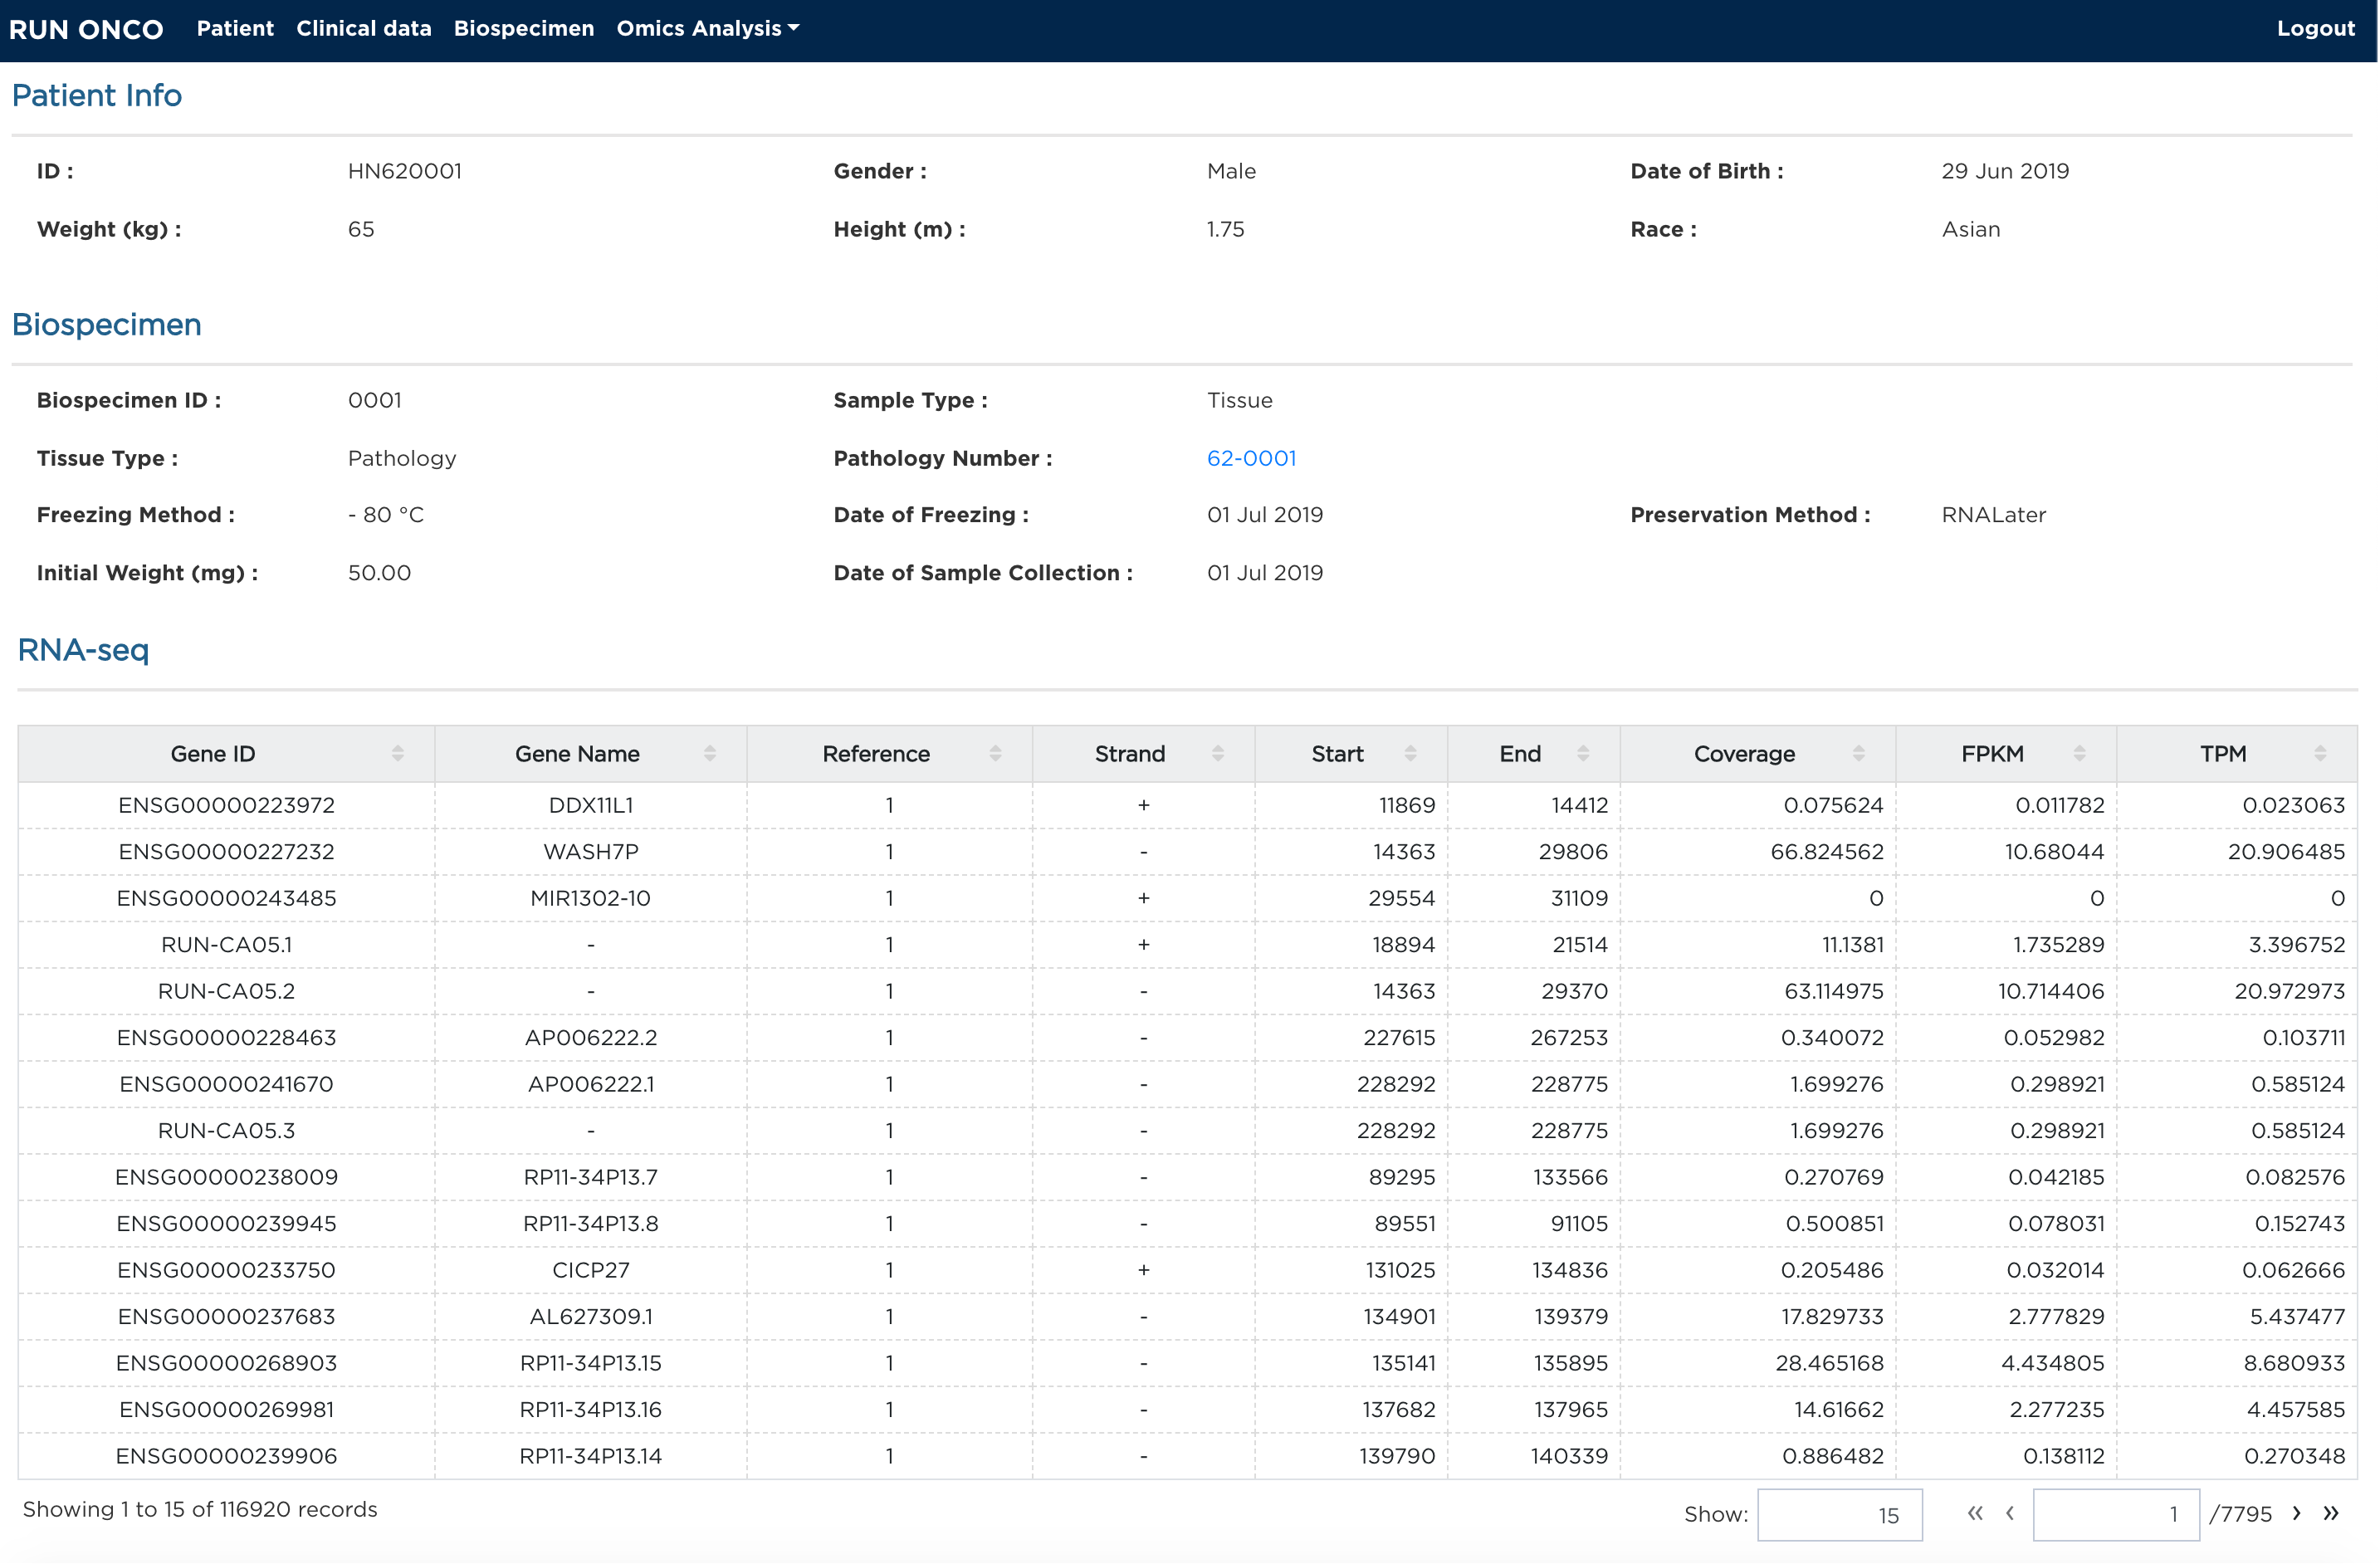 RUN ONCO Patient Clinical data Biospecimen Omics Analysis Logout
Patient Info
ID : HN620001 Gender : Male Date of Birth : 29 Jun 2019
Weight (kg) : 65 Height (m) : 1.75 Race : Asian
Biospecimen
Biospecimen ID : 0001 Sample Type : Tissue
Tissue Type : Pathology Pathology Number : 62-0001
Freezing Method : - 80 °C Date of Freezing : 01 Jul 2019 Preservation Method : RNALater
Initial Weight (mg) : 50.00 Date of Sample Collection : 01 Jul 2019
RNA-seq
Gene ID Gene Name Reference Strand Start End Coverage FPKM TPM
ENSG00000223972 DDX11L1 1 + 11869 14412 0.075624 0.011782 0.023063
ENSG00000227232 WASH7P 1 - 14363 29806 66.824562 10.68044 20.906485
ENSG00000243485 MIR1302-10 1 + 29554 31109 0 0 0
RUN-CA05.1 - 1 + 18894 21514 11.1381 1.735289 3.396752
RUN-CA05.2 - 1 - 14363 29370 63.114975 10.714406 20.972973
ENSG00000228463 AP006222.2 1 - 227615 267253 0.340072 0.052982 0.103711
ENSG00000241670 AP006222.1 1 - 228292 228775 1.699276 0.298921 0.585124
RUN-CA05.3 - 1 - 228292 228775 1.699276 0.298921 0.585124
ENSG00000238009 RP11-34P13.7 1 - 89295 133566 0.270769 0.042185 0.082576
ENSG00000239945 RP11-34P13.8 1 - 89551 91105 0.500851 0.078031 0.152743
ENSG00000233750 CICP27 1 + 131025 134836 0.205486 0.032014 0.062666
ENSG00000237683 AL627309.1 1 - 134901 139379 17.829733 2.777829 5.437477
ENSG00000268903 RP11-34P13.15 1 - 135141 135895 28.465168 4.434805 8.680933
ENSG00000269981 RP11-34P13.16 1 - 137682 137965 14.61662 2.277235 4.457585
ENSG00000239906 RP11-34P13.14 1 - 139790 140339 0.886482 0.138112 0.270348
Showing 1 to 15 of 116920 records Show: 15 « ‹ 1 /7795 › »